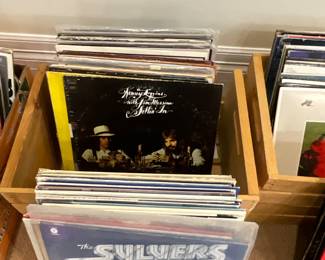 Kenny Loggins
with Jim Messina
Sittin' In
The
SYLVERS